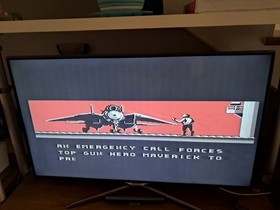 AN EMERGENCY CALL FORCES
TOP GUN HERO MAVERICK TO
PRE